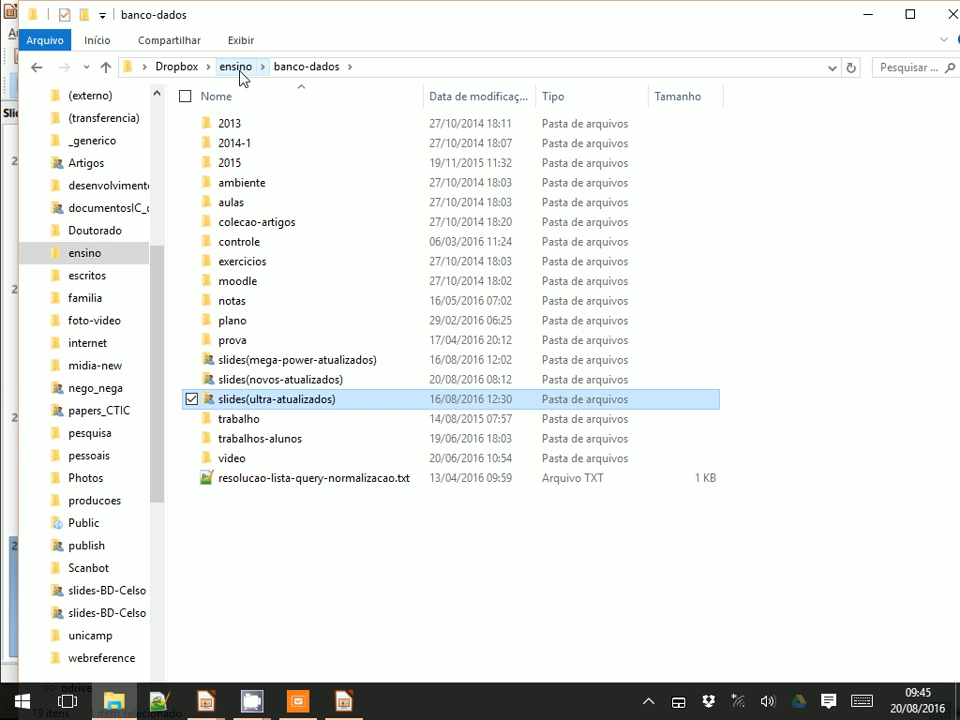 banco-dados
Arquivo Início Compartilhar Exibir
Dropbox ensino banco-dados Pesquisar ...
Nome Data de modificaç... Tipo Tamanho
(externo)
(transferencia)
_generico
Artigos
desenvolvimento
documentosIC_c
Doutorado
ensino
escritos
familia
foto-video
internet
midia-new
nego_nega
papers_CTIC
pesquisa
pessoais
Photos
producoes
Public
publish
Scanbot
slides-BD-Celso
slides-BD-Celso
unicamp
webreference
2013 27/10/2014 18:11 Pasta de arquivos
2014-1 27/10/2014 18:07 Pasta de arquivos
2015 19/11/2015 11:32 Pasta de arquivos
ambiente 27/10/2014 18:03 Pasta de arquivos
aulas 27/10/2014 18:03 Pasta de arquivos
colecao-artigos 27/10/2014 18:20 Pasta de arquivos
controle 06/03/2016 11:24 Pasta de arquivos
exercicios 27/10/2014 18:03 Pasta de arquivos
moodle 27/10/2014 18:02 Pasta de arquivos
notas 16/05/2016 07:02 Pasta de arquivos
plano 29/02/2016 06:25 Pasta de arquivos
prova 17/04/2016 20:12 Pasta de arquivos
slides(mega-power-atualizados) 16/08/2016 12:02 Pasta de arquivos
slides(novos-atualizados) 20/08/2016 08:12 Pasta de arquivos
slides(ultra-atualizados) 16/08/2016 12:30 Pasta de arquivos
trabalho 14/08/2015 07:57 Pasta de arquivos
trabalhos-alunos 19/06/2016 18:03 Pasta de arquivos
video 20/06/2016 10:54 Pasta de arquivos
resolucao-lista-query-normalizacao.txt 13/04/2016 09:59 Arquivo TXT 1 KB
09:45
20/08/2016